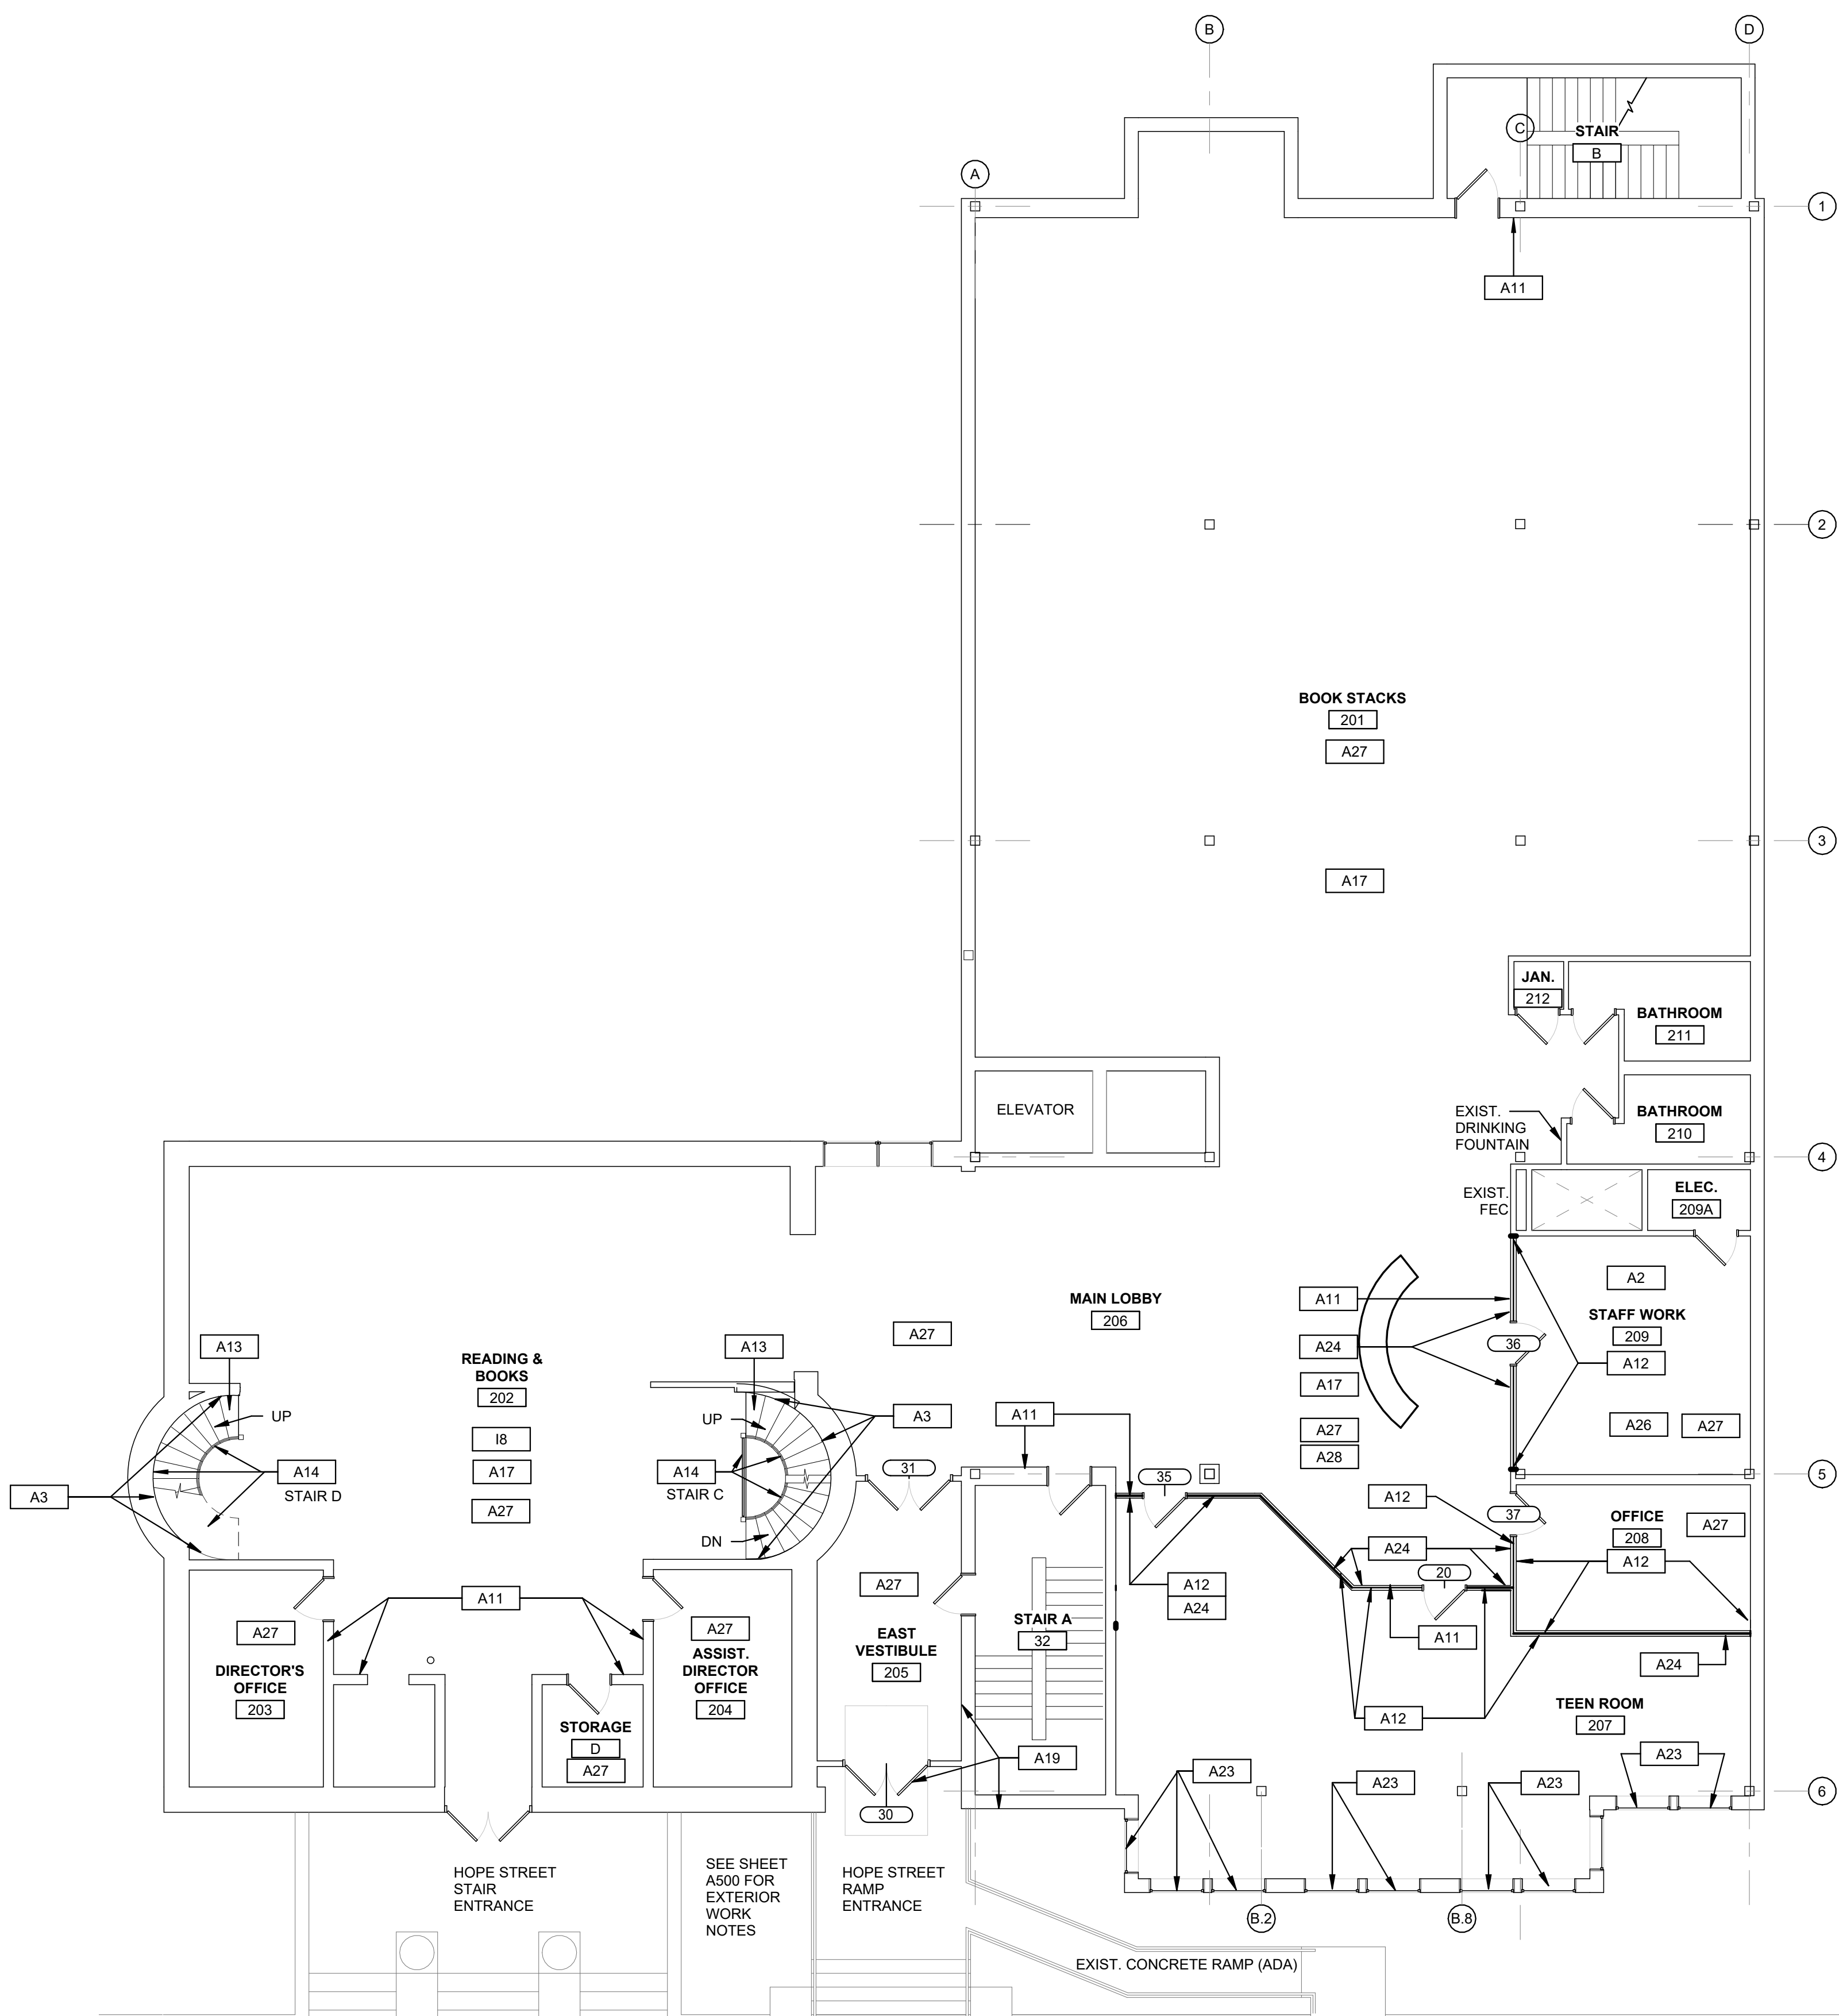 B
D
C
STAIR
B
A
1
A11
2
BOOK STACKS
201
A27
3
A17
JAN.
212
BATHROOM
211
ELEVATOR
EXIST.
DRINKING
FOUNTAIN
BATHROOM
210
4
EXIST.
FEC
ELEC.
209A
A2
MAIN LOBBY
206
A11
STAFF WORK
209
A27
A13
A13
A24
36
A12
READING &
BOOKS
202
A17
UP
UP
A3
A11
A27
A28
A26
A27
I8
A14
STAIR D
A17
A14
STAIR C
31
35
5
A3
A27
A12
37
OFFICE
208
A27
DN
A24
A12
20
A27
A12
A24
A11
A11
STAIR A
32
A27
A27
EAST
VESTIBULE
205
A24
DIRECTOR'S
OFFICE
203
ASSIST.
DIRECTOR
OFFICE
204
TEEN ROOM
207
A12
STORAGE
D
A27
A19
A23
A23
A23
A23
6
30
HOPE STREET
STAIR
ENTRANCE
SEE SHEET
A500 FOR
EXTERIOR
WORK
NOTES
HOPE STREET
RAMP
ENTRANCE
B.2
B.8
EXIST. CONCRETE RAMP (ADA)